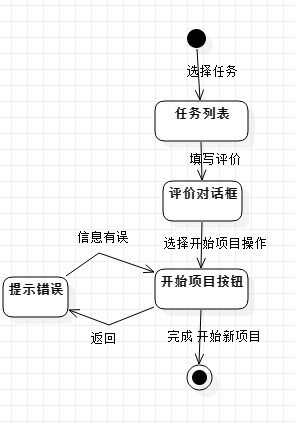 选择任务
任务列表
填写评价
评价对话框
信息有误
选择开始项目操作
开始项目按钮
提示错误
返回
完成 开始新项目